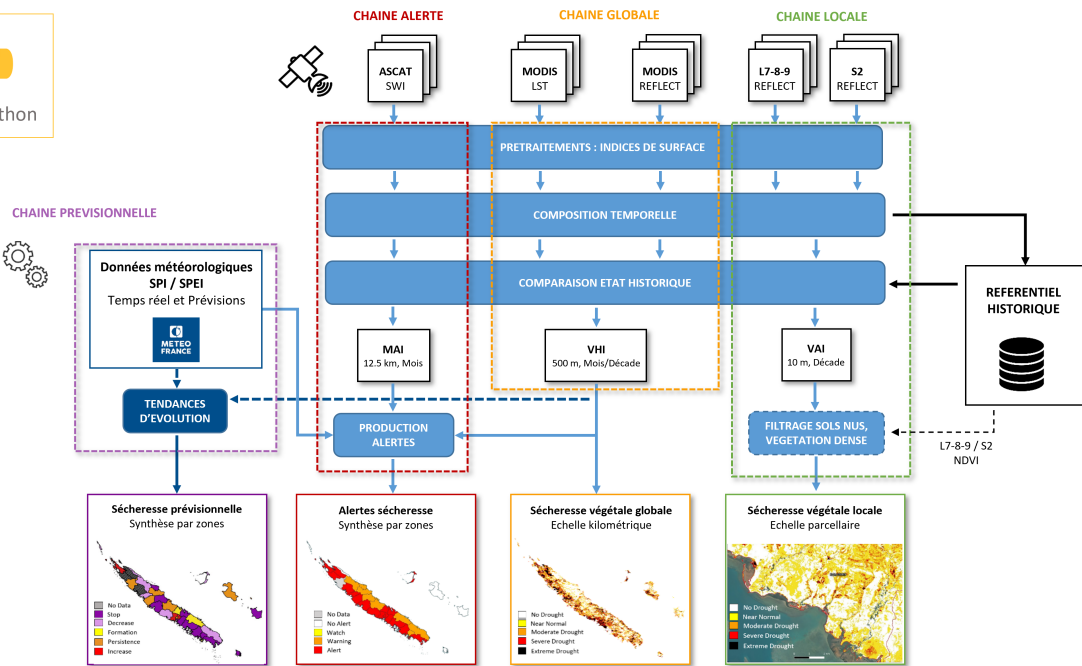 CHAINE ALERTE
CHAINE GLOBALE
CHAINE LOCALE
thon
ASCAT
SWI
MODIS
LST
MODIS
REFLECT
L7-8-9
REFLECT
S2
REFLECT
PRETRAITEMENTS : INDICES DE SURFACE
COMPOSITION TEMPORELLE
COMPARAISON ETAT HISTORIQUE
CHAINE PREVISIONNELLE
Données météorologiques
SPI / SPEI
Temps réel et Prévisions
METEO
FRANCE
TENDANCES
D'EVOLUTION
MAI
12.5 km, Mois
VHI
500 m, Mois/Décade
VAI
10 m, Décade
REFERENTIEL
HISTORIQUE
PRODUCTION
ALERTES
FILTRAGE SOLS NUS,
VEGETATION DENSE
L7-8-9 / S2
NDVI
Sécheresse prévisionnelle
Synthèse par zones
No Data
Stop
Decrease
Formation
Persistence
Increase
Alertes sécheresse
Synthèse par zones
No Data
No Alert
Watch
Warning
Alert
Sécheresse végétale globale
Echelle kilométrique
No Drought
Near Normal
Moderate Drought
Severe Drought
Extreme Drought
Sécheresse végétale locale
Echelle parcellaire
No Drought
Near Normal
Moderate Drought
Severe Drought
Extreme Drought